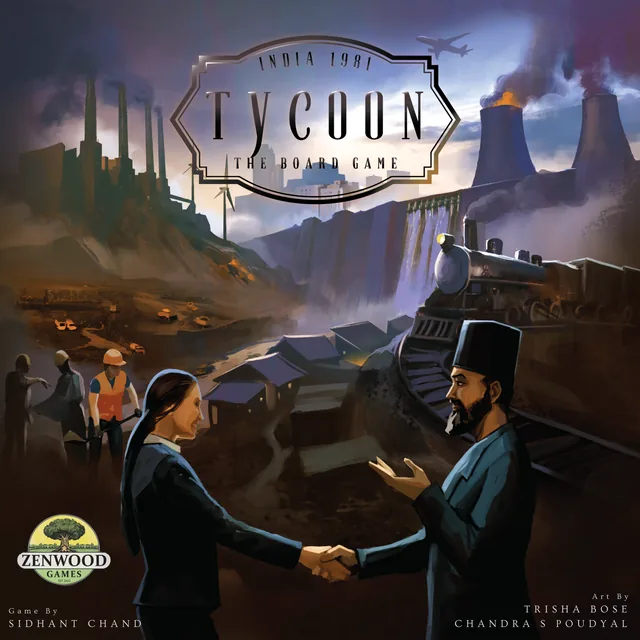 INDIA 1981
TYCOON
THE BOARD GAME
ZENWOOD
GAMES
Game By
SIDHANT CHAND
Art By
TRISHA BOSE
CHANDRA S POUDYAL